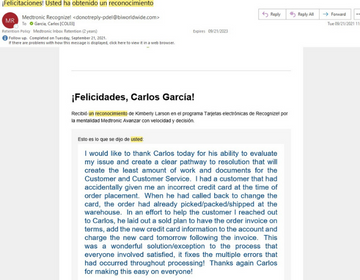 ¡Felicitaciones! Usted ha obtenido un reconocimiento
MR
Medtronic Recognize! <donotreply-pdel@biworldwide.com>
To Garcia, Carlos [COLOS]
Reply
Reply All
Forward
Retention Policy Medtronic Inbox Retention (2 years)
Expires 09/21/2023
Follow up. Completed on Tuesday, September 21, 2021.
If there are problems with how this message is displayed, click here to view it in a web browser.
¡Felicidades, Carlos Garcia!
Recibió un reconocimiento de Kimberly Larson en el programa Tarjetas electrónicas de Recognize! por
la mentalidad Medtronic Avanzar con velocidad y decisión.
Esto es lo que se dijo de usted
I would like to thank Carlos today for his ability to evaluate
my issue and create a clear pathway to resolution that will
create the least amount of work and documents for the
Customer and Customer Service. I had a customer that had
accidentally given me an incorrect credit card at the time of
order placement. When he had called back to change the
card, the order had already picked/packed/shipped at the
warehouse. In an effort to help the customer I reached out
to Carlos, he laid out a sold plan to have the order invoice on
terms, add the new credit card information to the account and
charge the new card tomorrow following the invoice. This
was a wonderful solution/exception to the process that
everyone involved satisfied, it fixes the multiple errors that
had occurred throughout processing! Thanks again Carlos
for making this easy on everyone!